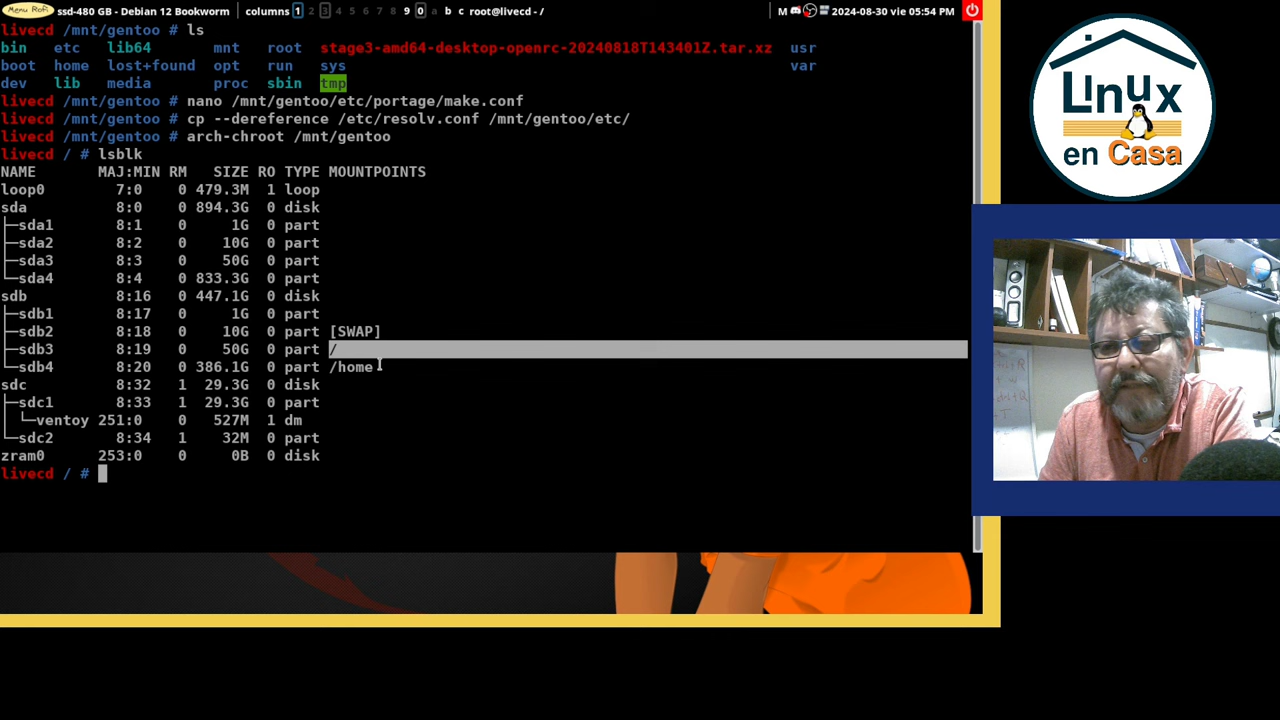 Menu Rofi ssd-480 GB - Debian 12 Bookworm columns 1 2 3 4 5 6 7 8 9 0 a b c root@livecd - / M 2024-08-30 vie 05:54 PM
livecd /mnt/gentoo # ls
bin etc lib64 mnt root stage3-amd64-desktop-openrc-20240818T143401Z.tar.xz usr
boot home lost+found opt run sys var
dev lib media proc sbin tmp
livecd /mnt/gentoo # nano /mnt/gentoo/etc/portage/make.conf
livecd /mnt/gentoo # cp --dereference /etc/resolv.conf /mnt/gentoo/etc/
livecd /mnt/gentoo # arch-chroot /mnt/gentoo
livecd / # lsblk
NAME MAJ:MIN RM SIZE RO TYPE MOUNTPOINTS
loop0 7:0 0 479.3M 1 loop
sda 8:0 0 894.3G 0 disk
├─sda1 8:1 0 1G 0 part
├─sda2 8:2 0 10G 0 part
├─sda3 8:3 0 50G 0 part
└─sda4 8:4 0 833.3G 0 part
sdb 8:16 0 447.1G 0 disk
├─sdb1 8:17 0 1G 0 part
├─sdb2 8:18 0 10G 0 part [SWAP]
├─sdb3 8:19 0 50G 0 part /
└─sdb4 8:20 0 386.1G 0 part /home
sdc 8:32 1 29.3G 0 disk
├─sdc1 8:33 1 29.3G 0 part
│ └─ventoy 251:0 0 527M 1 dm
└─sdc2 8:34 1 32M 0 part
zram0 253:0 0 0B 0 disk
livecd / #
Linux
en Casa